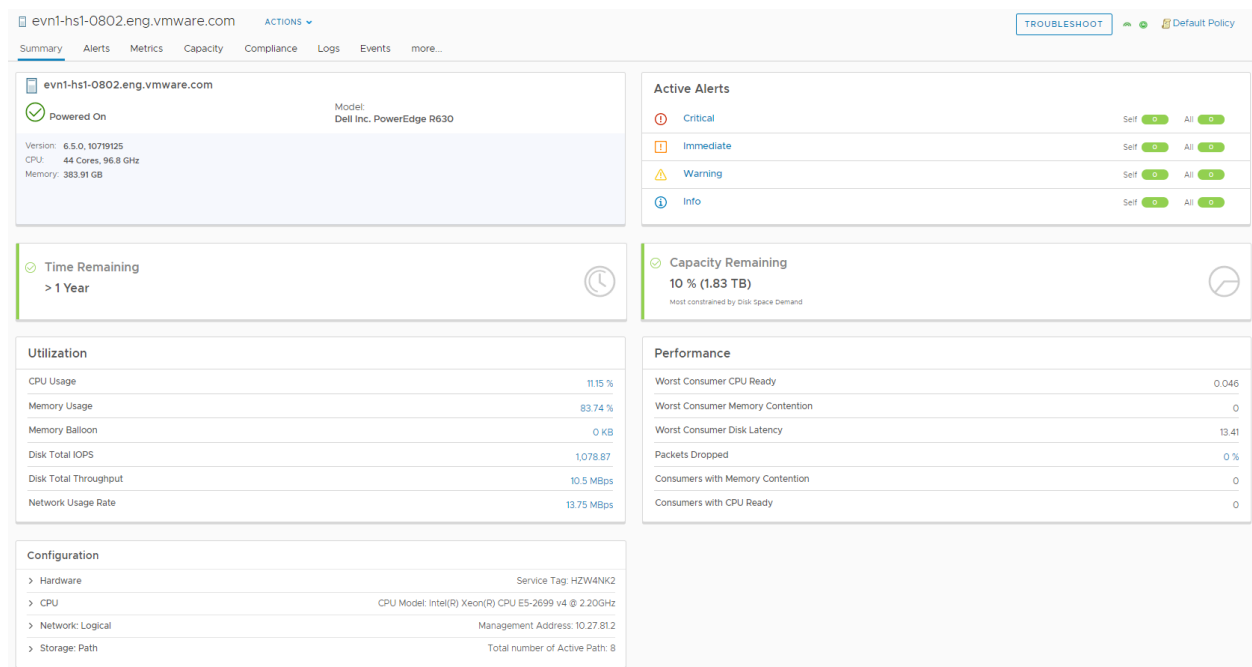 evn1-hs1-0802.eng.vmware.com ACTIONS
TROUBLESHOOT Default Policy
Summary Alerts Metrics Capacity Compliance Logs Events more...
evn1-hs1-0802.eng.vmware.com
Powered On
Model:
Dell Inc. PowerEdge R630
Version: 6.5.0, 10719125
CPU: 44 Cores, 96.8 GHz
Memory: 383.91 GB
Active Alerts
Critical Self 0 All 0
Immediate Self 0 All 0
Warning Self 0 All 0
Info Self 0 All 0
Time Remaining
> 1 Year
Capacity Remaining
10 % (1.83 TB)
Most constrained by Disk Space Demand
Utilization
CPU Usage 11.15 %
Memory Usage 83.74 %
Memory Balloon 0 KB
Disk Total IOPS 1,078.87
Disk Total Throughput 10.5 MBps
Network Usage Rate 13.75 MBps
Performance
Worst Consumer CPU Ready 0.046
Worst Consumer Memory Contention 0
Worst Consumer Disk Latency 13.41
Packets Dropped 0 %
Consumers with Memory Contention 0
Consumers with CPU Ready 0
Configuration
> Hardware Service Tag: HZW4NK2
> CPU CPU Model: Intel(R) Xeon(R) CPU E5-2699 v4 @ 2.20GHz
> Network: Logical Management Address: 10.27.81.2
> Storage: Path Total number of Active Path: 8